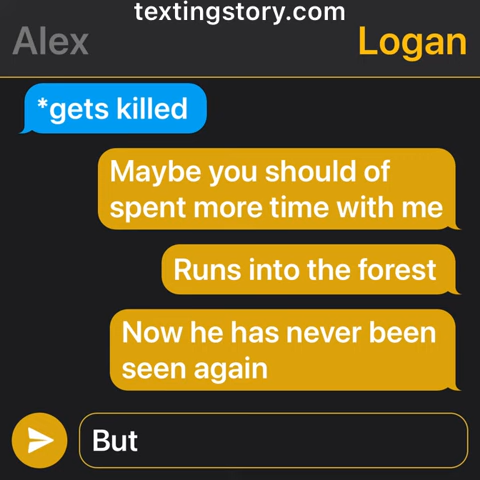 textingstory.com
Alex
Logan
*gets killed
Maybe you should of
spent more time with me
Runs into the forest
Now he has never been
seen again
But